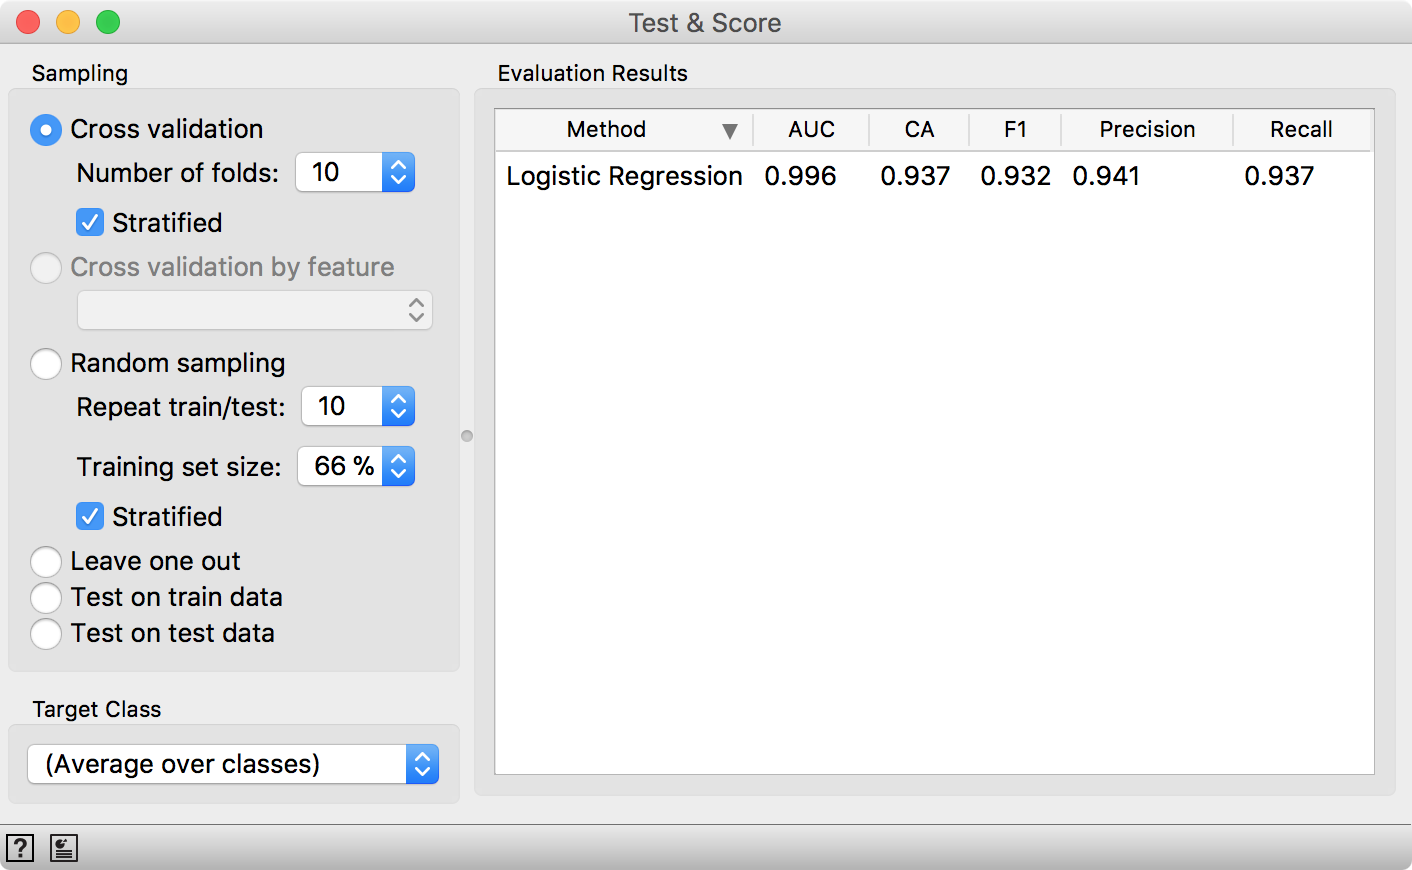 Test & Score
Sampling
Cross validation
Number of folds: 10
Stratified
Cross validation by feature
Random sampling
Repeat train/test: 10
Training set size: 66 %
Stratified
Leave one out
Test on train data
Test on test data
Target Class
(Average over classes)
Evaluation Results
Method AUC CA F1 Precision Recall
Logistic Regression 0.996 0.937 0.932 0.941 0.937
?